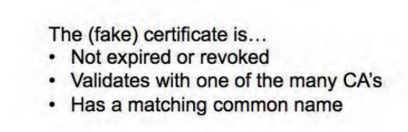 The (fake) certificate is…
• Not expired or revoked
• Validates with one of the many CA's
• Has a matching common name